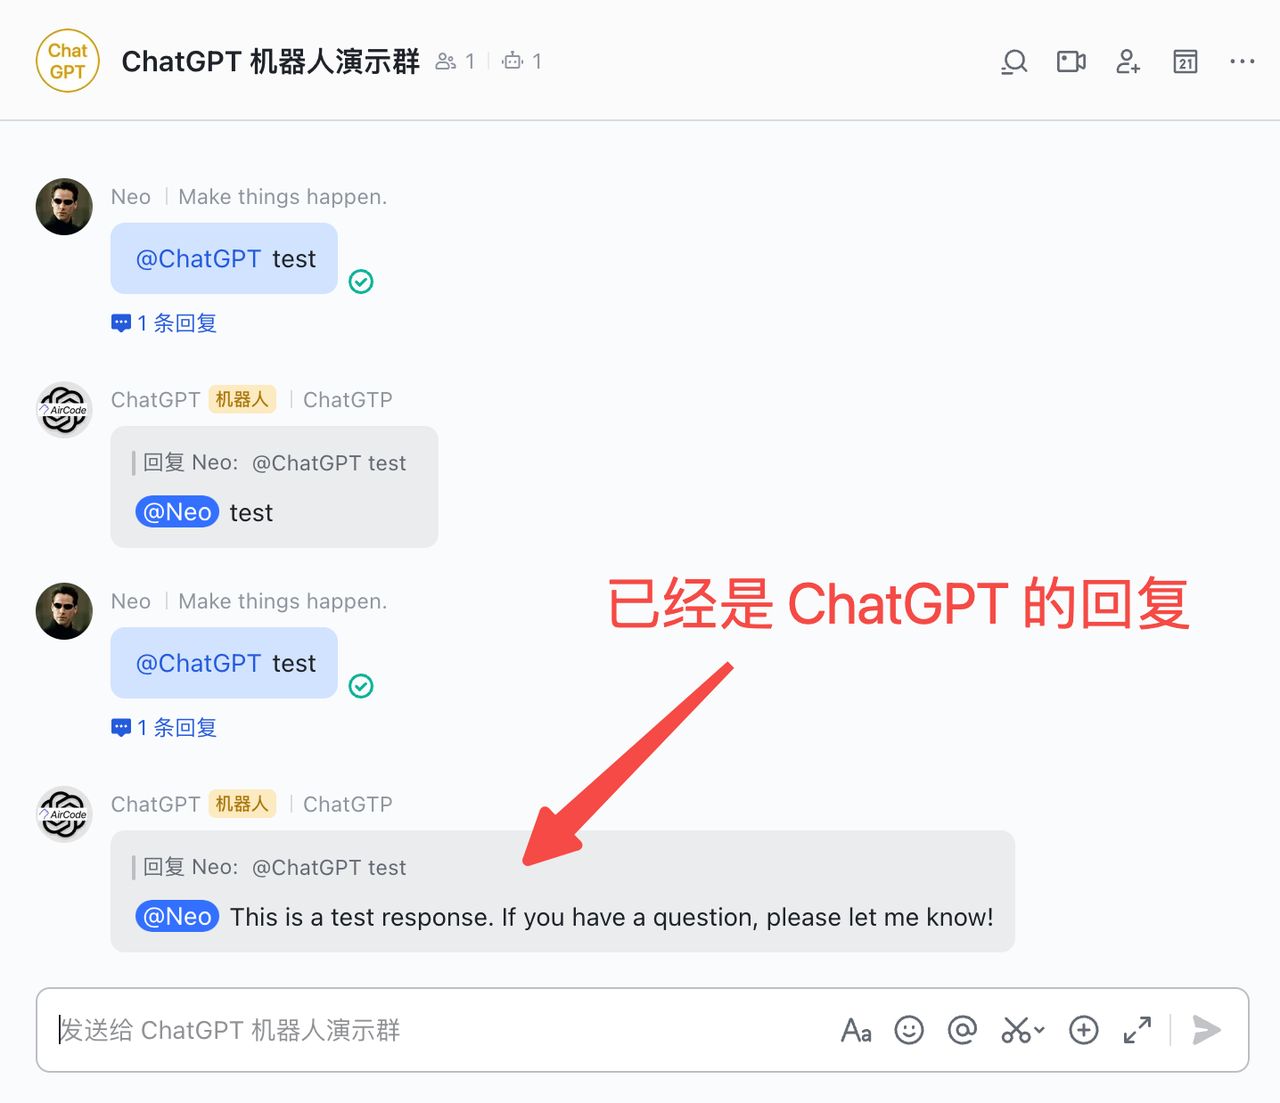 Chat
GPT
ChatGPT 机器人演示群 1 1
21
Neo Make things happen.
@ChatGPT test
1 条回复
ChatGPT 机器人 ChatGTP
AirCode
回复 Neo: @ChatGPT test
@Neo test
Neo Make things happen.
已经是 ChatGPT 的回复
@ChatGPT test
1 条回复
ChatGPT 机器人 ChatGTP
AirCode
回复 Neo: @ChatGPT test
@Neo This is a test response. If you have a question, please let me know!
发送给 ChatGPT 机器人演示群
Aa